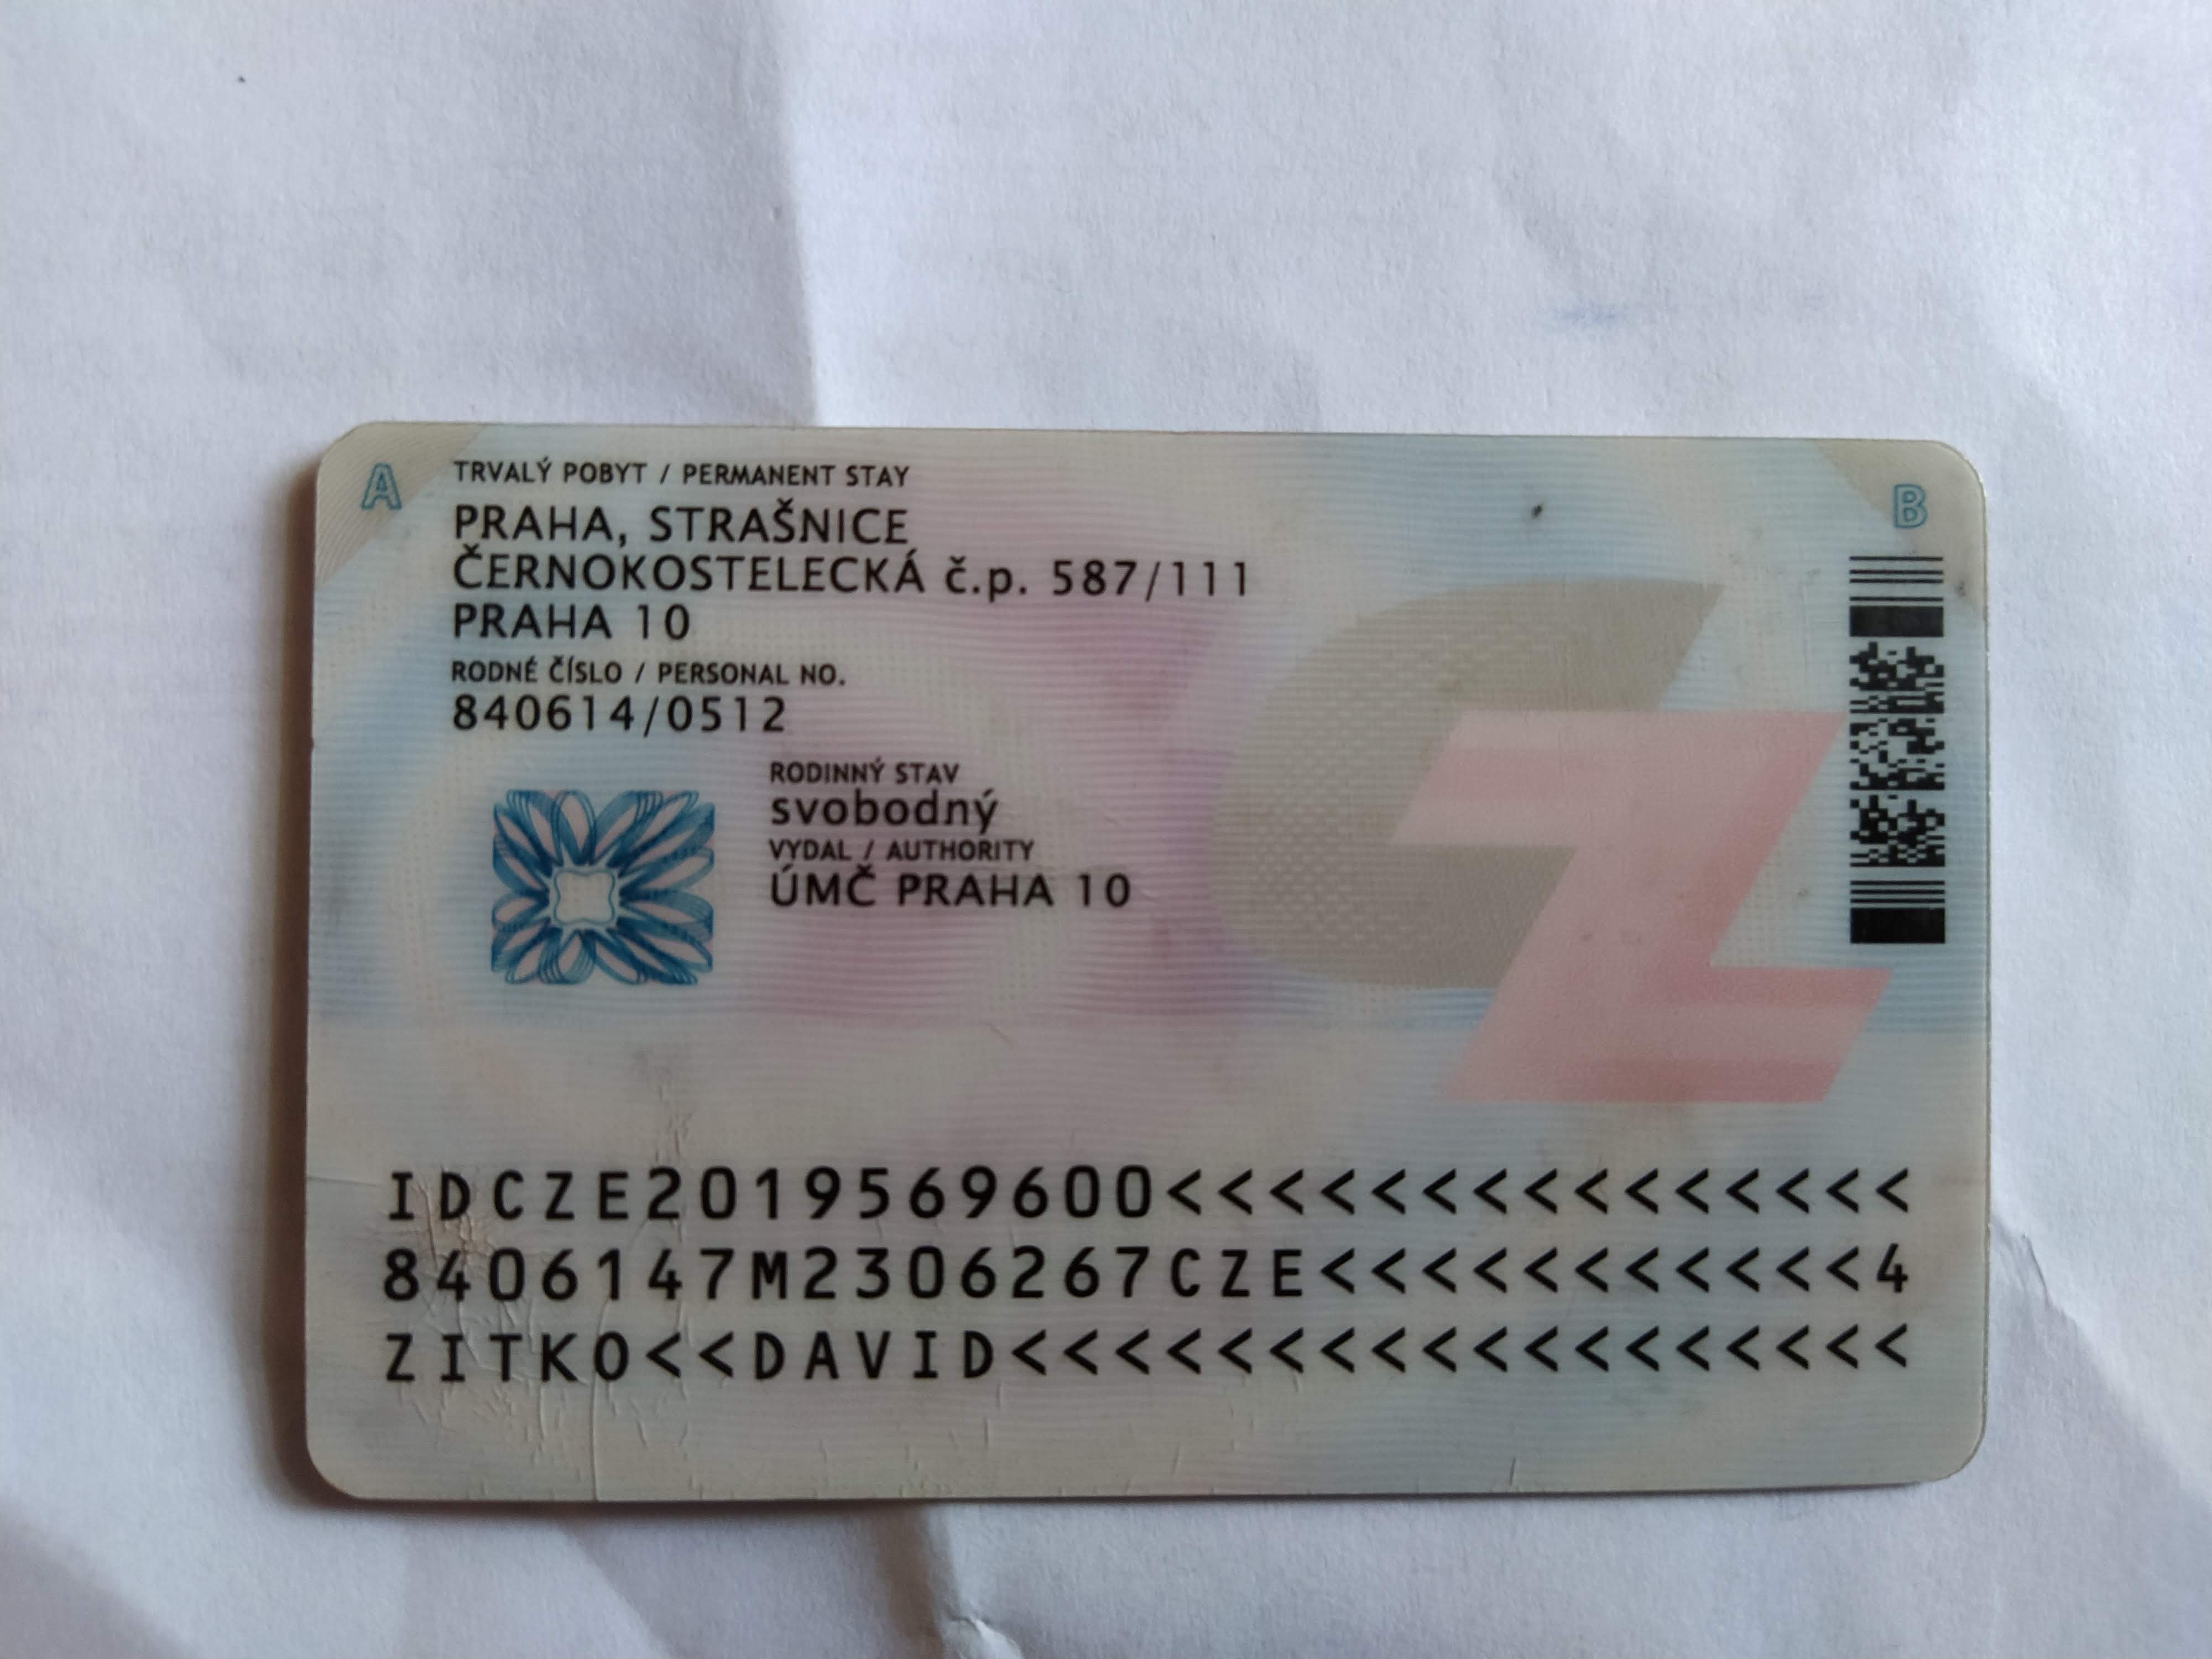 A
TRVALÝ POBYT / PERMANENT STAY
PRAHA, STRAŠNICE
ČERNOKOSTELECKÁ č.p. 587/111
PRAHA 10
RODNÉ ČÍSLO / PERSONAL NO.
840614/0512
RODINNÝ STAV
svobodný
VYDAL / AUTHORITY
ÚMČ PRAHA 10
B
CZ
IDCZE2019569600<<<<<<<<<<<<<<<
8406147M2306267CZE<<<<<<<<<<<4
ZITKO<<DAVID<<<<<<<<<<<<<<<<<<